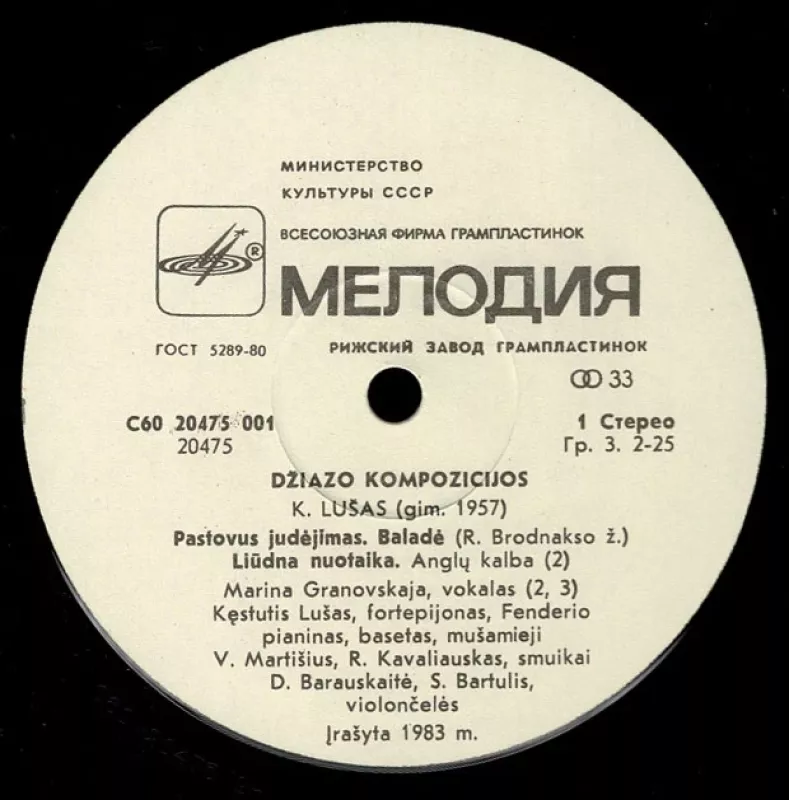 МИНИСТЕРСТВО
КУЛЬТУРЫ СССР
ВСЕСОЮЗНАЯ ФИРМА ГРАМПЛАСТИНОК
®
МЕЛОДИЯ
ГОСТ 5289-80 РИЖСКИЙ ЗАВОД ГРАМПЛАСТИНОК
33
С60 20475 001 1 Стерео
20475 Гр. 3. 2-25
DŽIAZO KOMPOZICIJOS
K. LUŠAS (gim. 1957)
Pastovus judėjimas. Baladė (R. Brodnakso ž.)
Liūdna nuotaika. Anglų kalba (2)
Marina Granovskaja, vokalas (2, 3)
Kęstutis Lušas, fortepijonas, Fenderio
pianinas, basetas, mušamieji
V. Martišius, R. Kavaliauskas, smuikai
D. Barauskaitė, S. Bartulis,
violončelės
Įrašyta 1983 m.